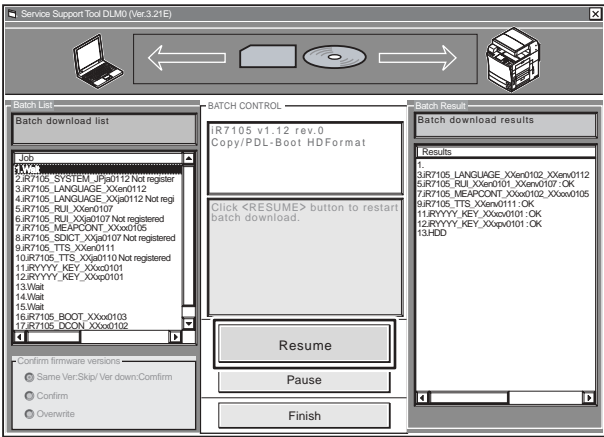 Service Support Tool DLM0 (Ver.3.21E)
Batch List
Batch download list
Job
1.Wait
2.iR7105_SYSTEM_JPja0112 Not register
3.iR7105_LANGUAGE_XXen0112
4.iR7105_LANGUAGE_XXja0112 Not regi
5.iR7105_RUI_XXen0107
6.iR7105_RUI_XXja0107 Not registered
7.iR7105_MEAPCONT_XXxx0105
8.iR7105_SDICT_XXja0107 Not registered
9.iR7105_TTS_XXen0111
10.iR7105_TTS_XXja0110 Not registered
11.iRYYYY_KEY_XXxc0101
12.iRYYYY_KEY_XXxp0101
13.Wait
14.Wait
15.Wait
16.iR7105_BOOT_XXxx0103
17.iR7105_DCON_XXxx0102
Confirm firmware versions
Same Ver:Skip/ Ver down:Comfirm
Confirm
Overwrite
BATCH CONTROL
iR7105 v1.12 rev.0
Copy/PDL-Boot HDFormat
Click <RESUME> button to restart
batch download.
Resume
Pause
Finish
Batch Result
Batch download results
Results
1.
3.iR7105_LANGUAGE_XXen0102_XXenv0112
5.iR7105_RUI_XXen0101_XXenv0107 : OK
7.iR7105_MEAPCONT_XXxx0102_XXxxv0105
9.iR7105_TTS_XXenv0111 : OK
11.iRYYYY_KEY_XXxcv0101 : OK
12.iRYYYY_KEY_XXxpv0101 : OK
13.HDD